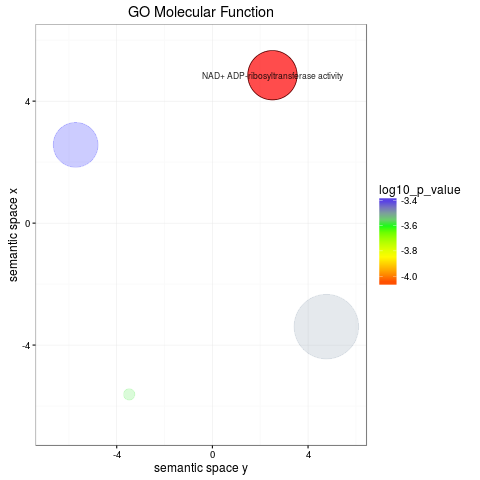 GO Molecular Function
NAD+ ADP-ribosyltransferase activity
semantic space x
4
0
-4
-4
0
4
semantic space y
log10_p_value
-3.4
-3.6
-3.8
-4.0